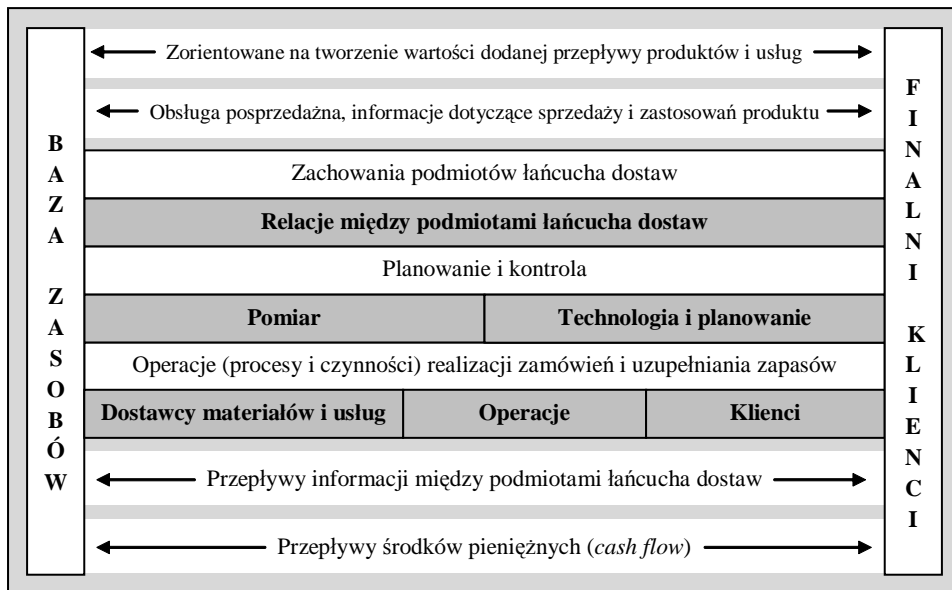 BAZA ZASOBÓW
Zorientowane na tworzenie wartości dodanej przepływy produktów i usług
Obsługa posprzedażna, informacje dotyczące sprzedaży i zastosowań produktu
Zachowania podmiotów łańcucha dostaw
Relacje między podmiotami łańcucha dostaw
Planowanie i kontrola
Pomiar
Technologia i planowanie
Operacje (procesy i czynności) realizacji zamówień i uzupełniania zapasów
Dostawcy materiałów i usług
Operacje
Klienci
Przepływy informacji między podmiotami łańcucha dostaw
Przepływy środków pieniężnych (cash flow)
FINALNI KLIENCI